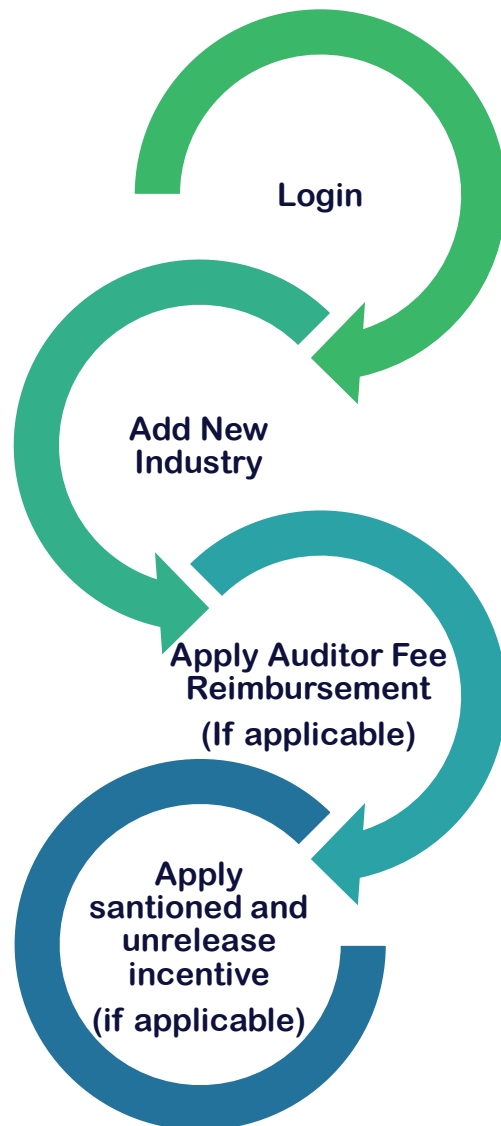 Login
Add New
Industry
Apply Auditor Fee
Reimbursement
(If applicable)
Apply
santioned and
unrelease
incentive
(if applicable)